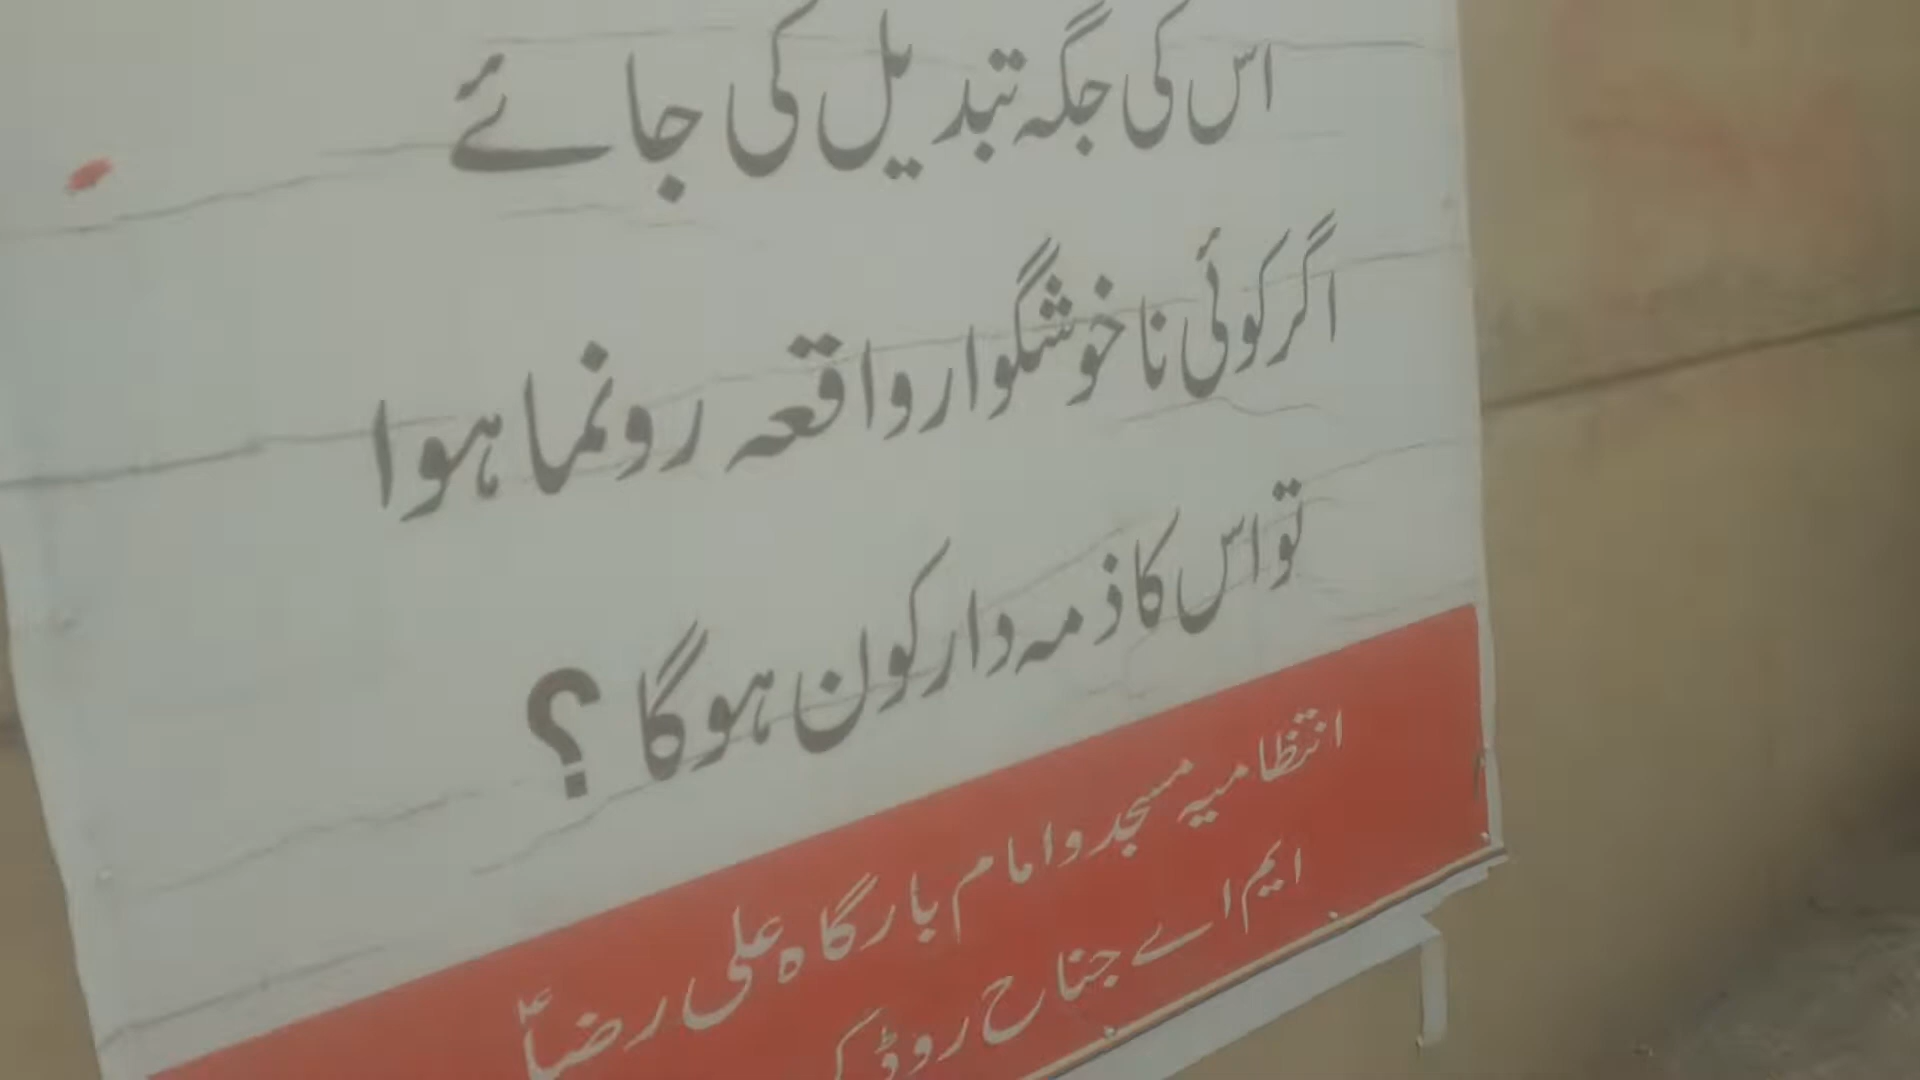 اس کی جگہ تبدیل کی جائے
اگر کوئی ناخوشگوار واقعہ رونما ہوا
تو اس کا ذمہ دار کون ہوگا ؟
انتظامیہ مسجد و امام بارگاہ علی رضاؑ
ایم اے جناح روڈ